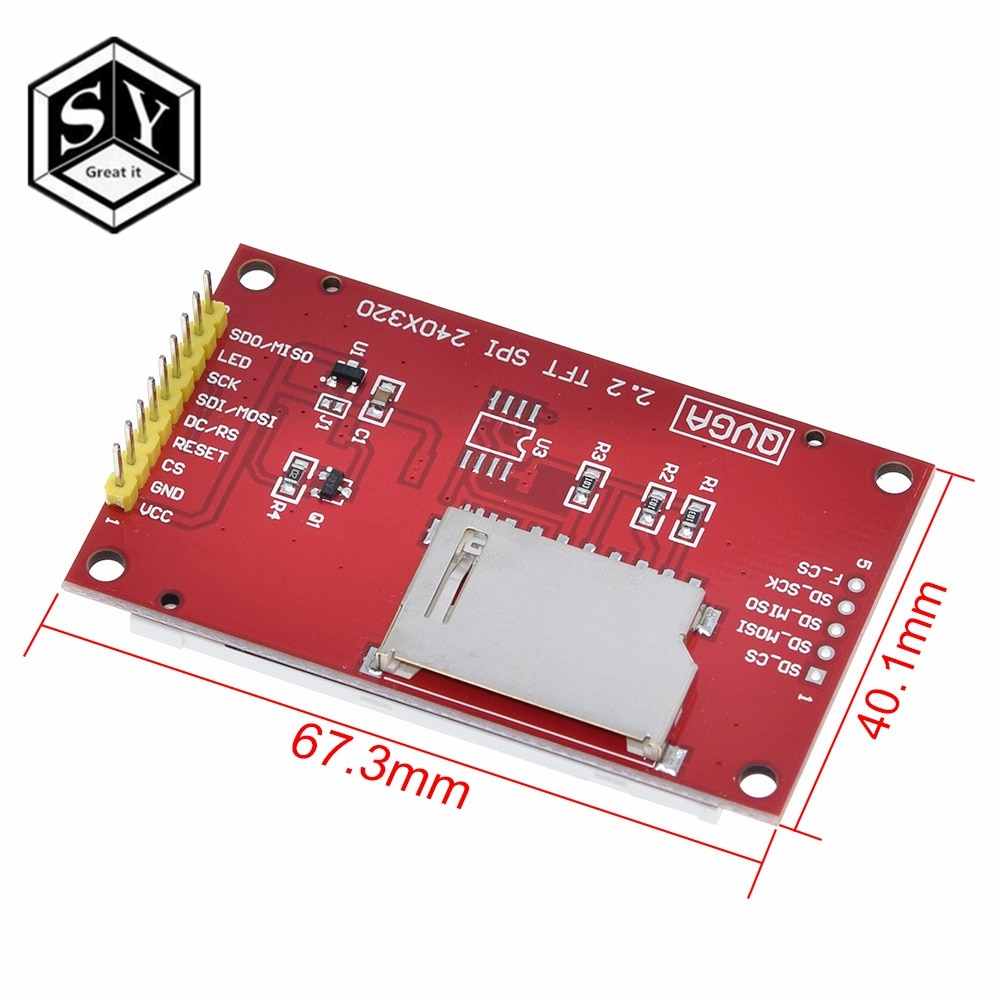 SY
Great it
2.2 TFT SPI 240X320
QVGA
SDO/MISO
LED
SCK
SDI/MOSI
DC/RS
RESET
CS
GND
VCC
1
U1
J1
C1
U3
R4
Q1
R3
R2
R1
5
F_CS
SD_SCK
SD_MISO
SD_MOSI
SD_CS
1
67.3mm
40.1mm